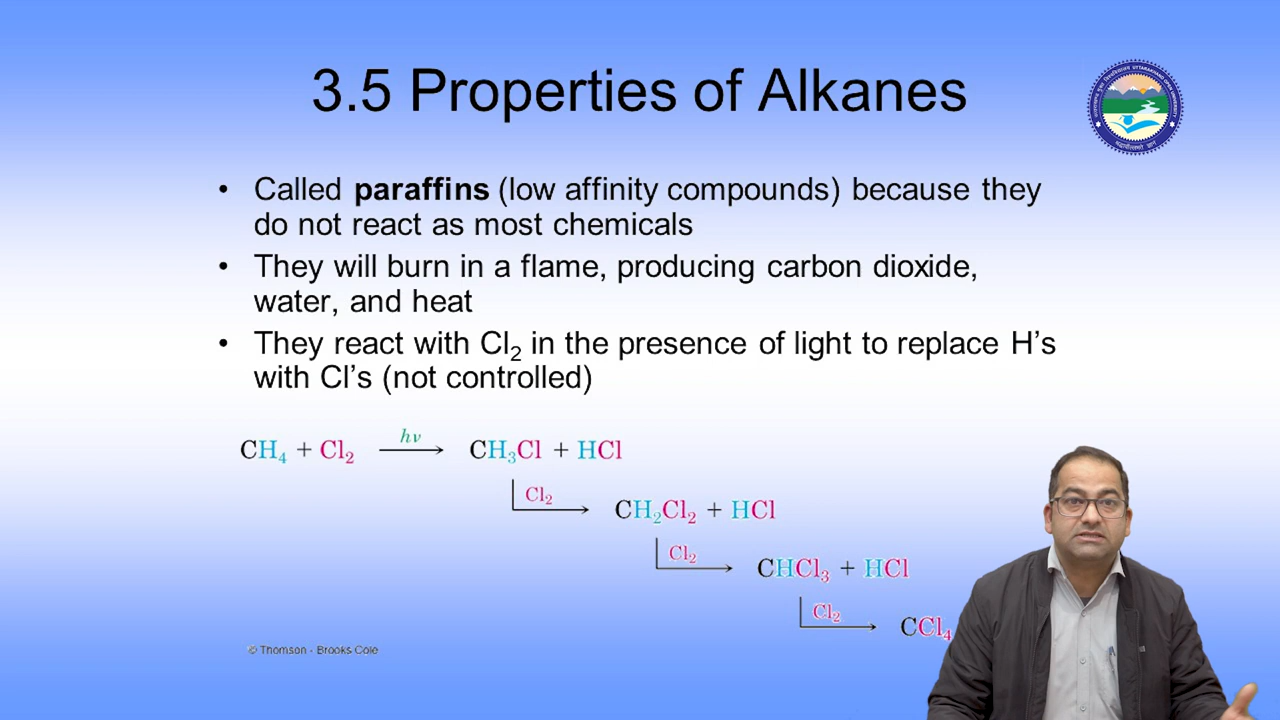 3.5 Properties of Alkanes
• Called paraffins (low affinity compounds) because they
do not react as most chemicals
• They will burn in a flame, producing carbon dioxide,
water, and heat
• They react with Cl₂ in the presence of light to replace H’s
with Cl’s (not controlled)
CH₄ + Cl₂ hν CH₃Cl + HCl
Cl₂ CH₂Cl₂ + HCl
Cl₂ CHCl₃ + HCl
Cl₂ CCl₄
© Thomson - Brooks Cole